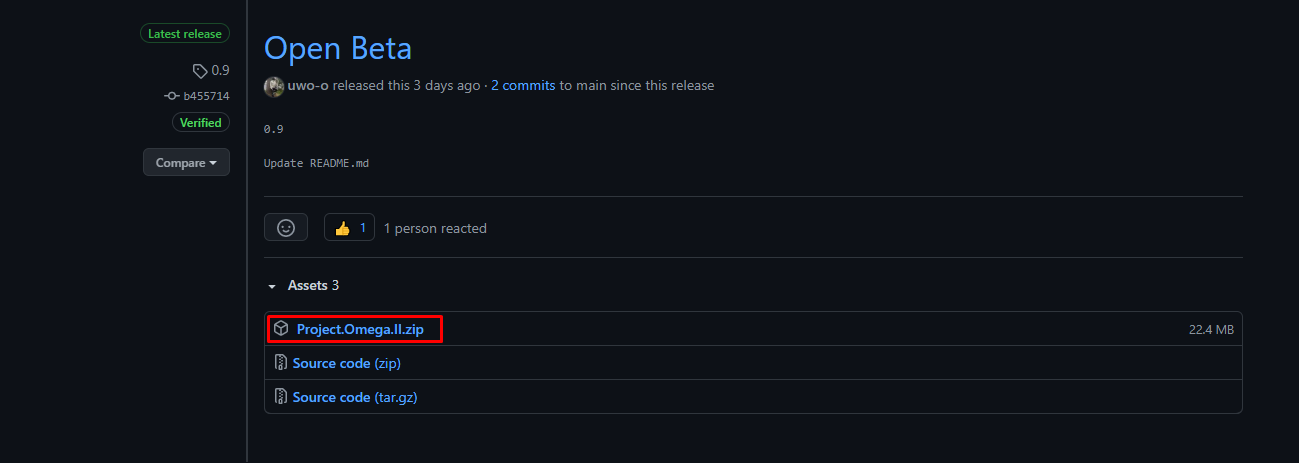 Latest release
0.9
b455714
Verified
Compare
Open Beta
uwo-o released this 3 days ago · 2 commits to main since this release
0.9
Update README.md
1 1 person reacted
Assets 3
Project.Omega.II.zip 22.4 MB
Source code (zip)
Source code (tar.gz)